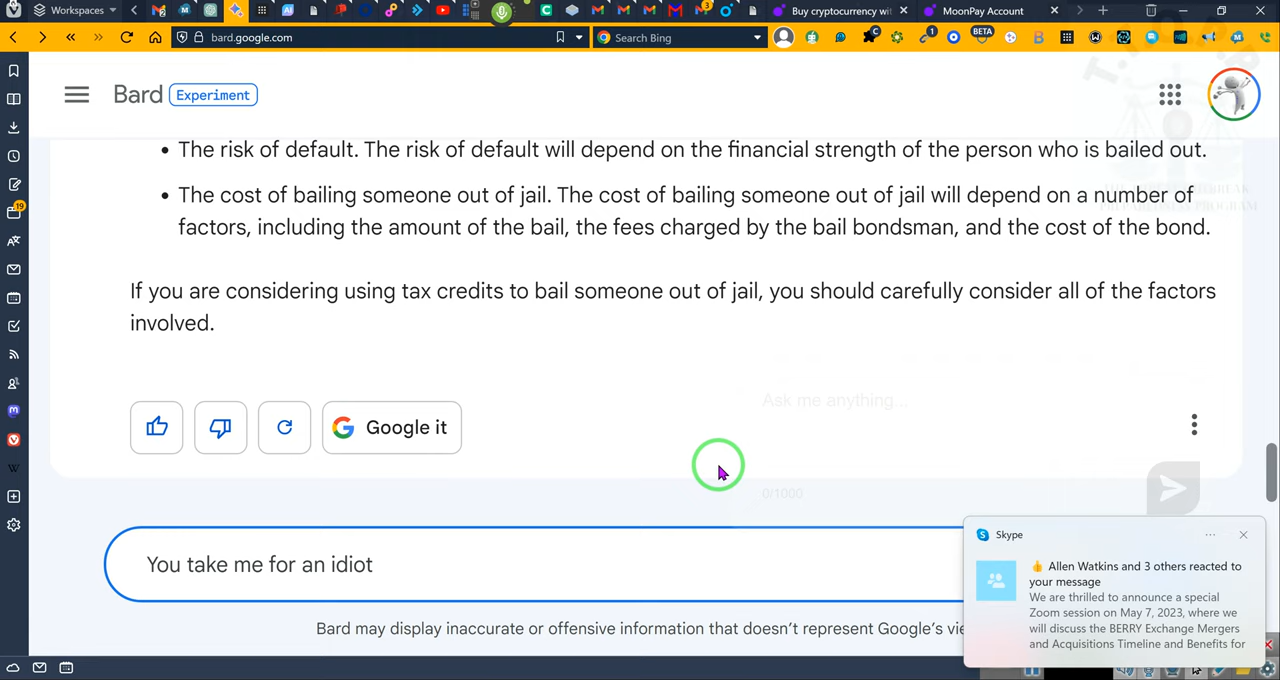 Workspaces
Buy cryptocurrency wit
MoonPay Account
bard.google.com
Search Bing
BETA
Bard
Experiment
The risk of default. The risk of default will depend on the financial strength of the person who is bailed out.
The cost of bailing someone out of jail. The cost of bailing someone out of jail will depend on a number of
factors, including the amount of the bail, the fees charged by the bail bondsman, and the cost of the bond.
If you are considering using tax credits to bail someone out of jail, you should carefully consider all of the factors
involved.
Ask me anything...
Google it
0/1000
You take me for an idiot
Bard may display inaccurate or offensive information that doesn't represent Google's vie
Skype
👍 Allen Watkins and 3 others reacted to
your message
We are thrilled to announce a special
Zoom session on May 7, 2023, where we
will discuss the BERRY Exchange Mergers
and Acquisitions Timeline and Benefits for
19